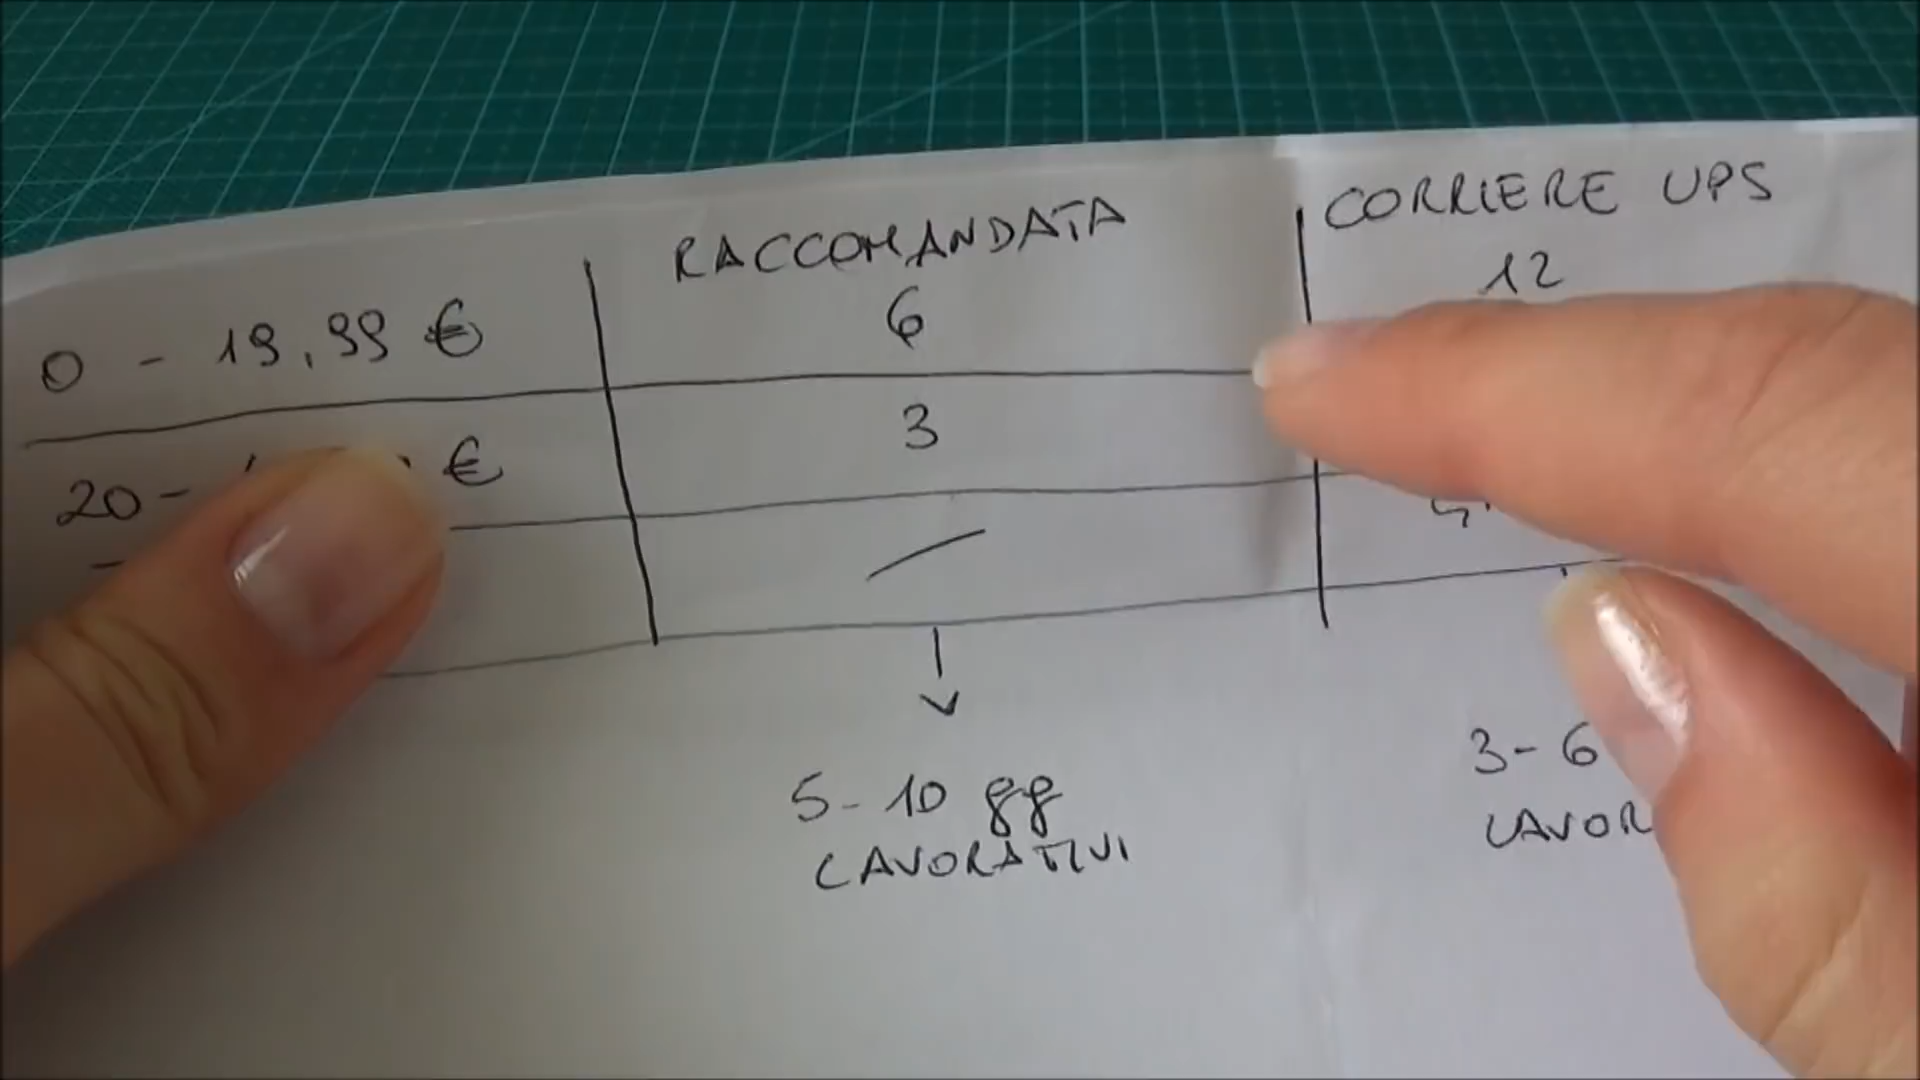 RACCOMANDATA
CORRIERE UPS
0 - 19,99 €
6
12
20 - €
3
5-10 gg
LAVORATIVI
3-6